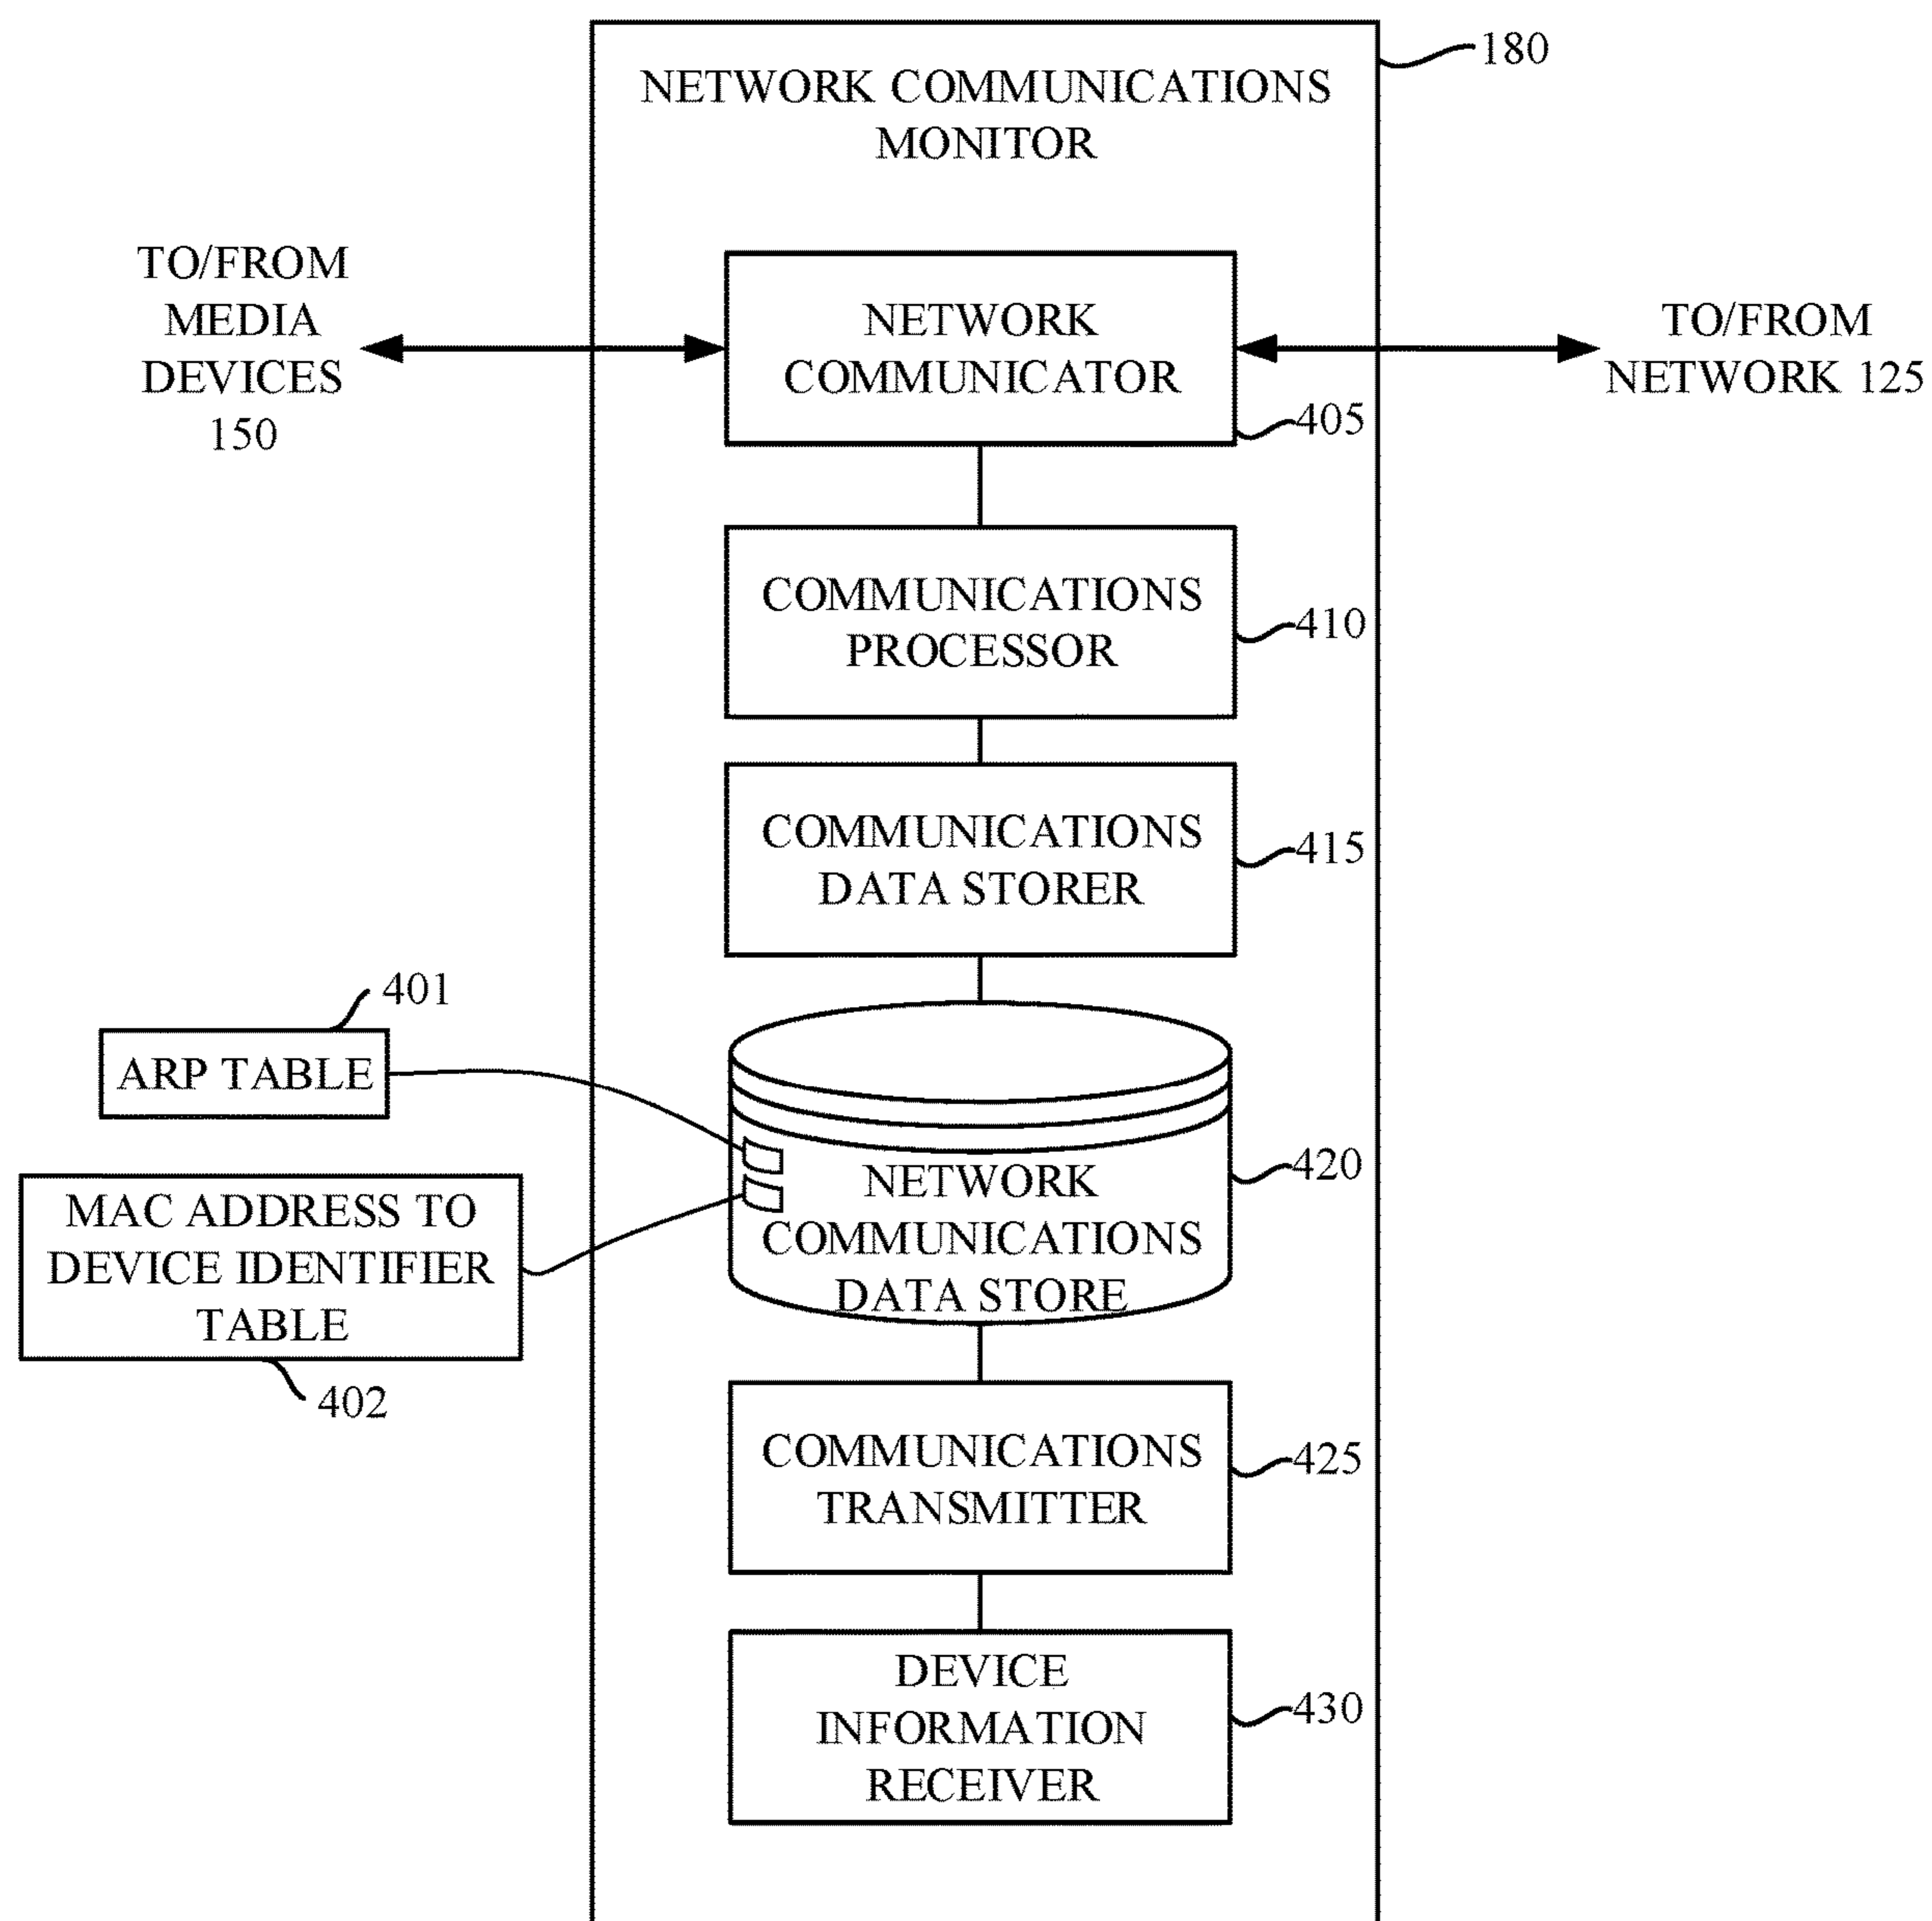 180
NETWORK COMMUNICATIONS
MONITOR
TO/FROM
MEDIA
DEVICES
150
NETWORK
COMMUNICATOR
405
TO/FROM
NETWORK 125
COMMUNICATIONS
PROCESSOR
410
COMMUNICATIONS
DATA STORER
415
401
ARP TABLE
MAC ADDRESS TO
DEVICE IDENTIFIER
TABLE
402
NETWORK
COMMUNICATIONS
DATA STORE
420
COMMUNICATIONS
TRANSMITTER
425
DEVICE
INFORMATION
RECEIVER
430